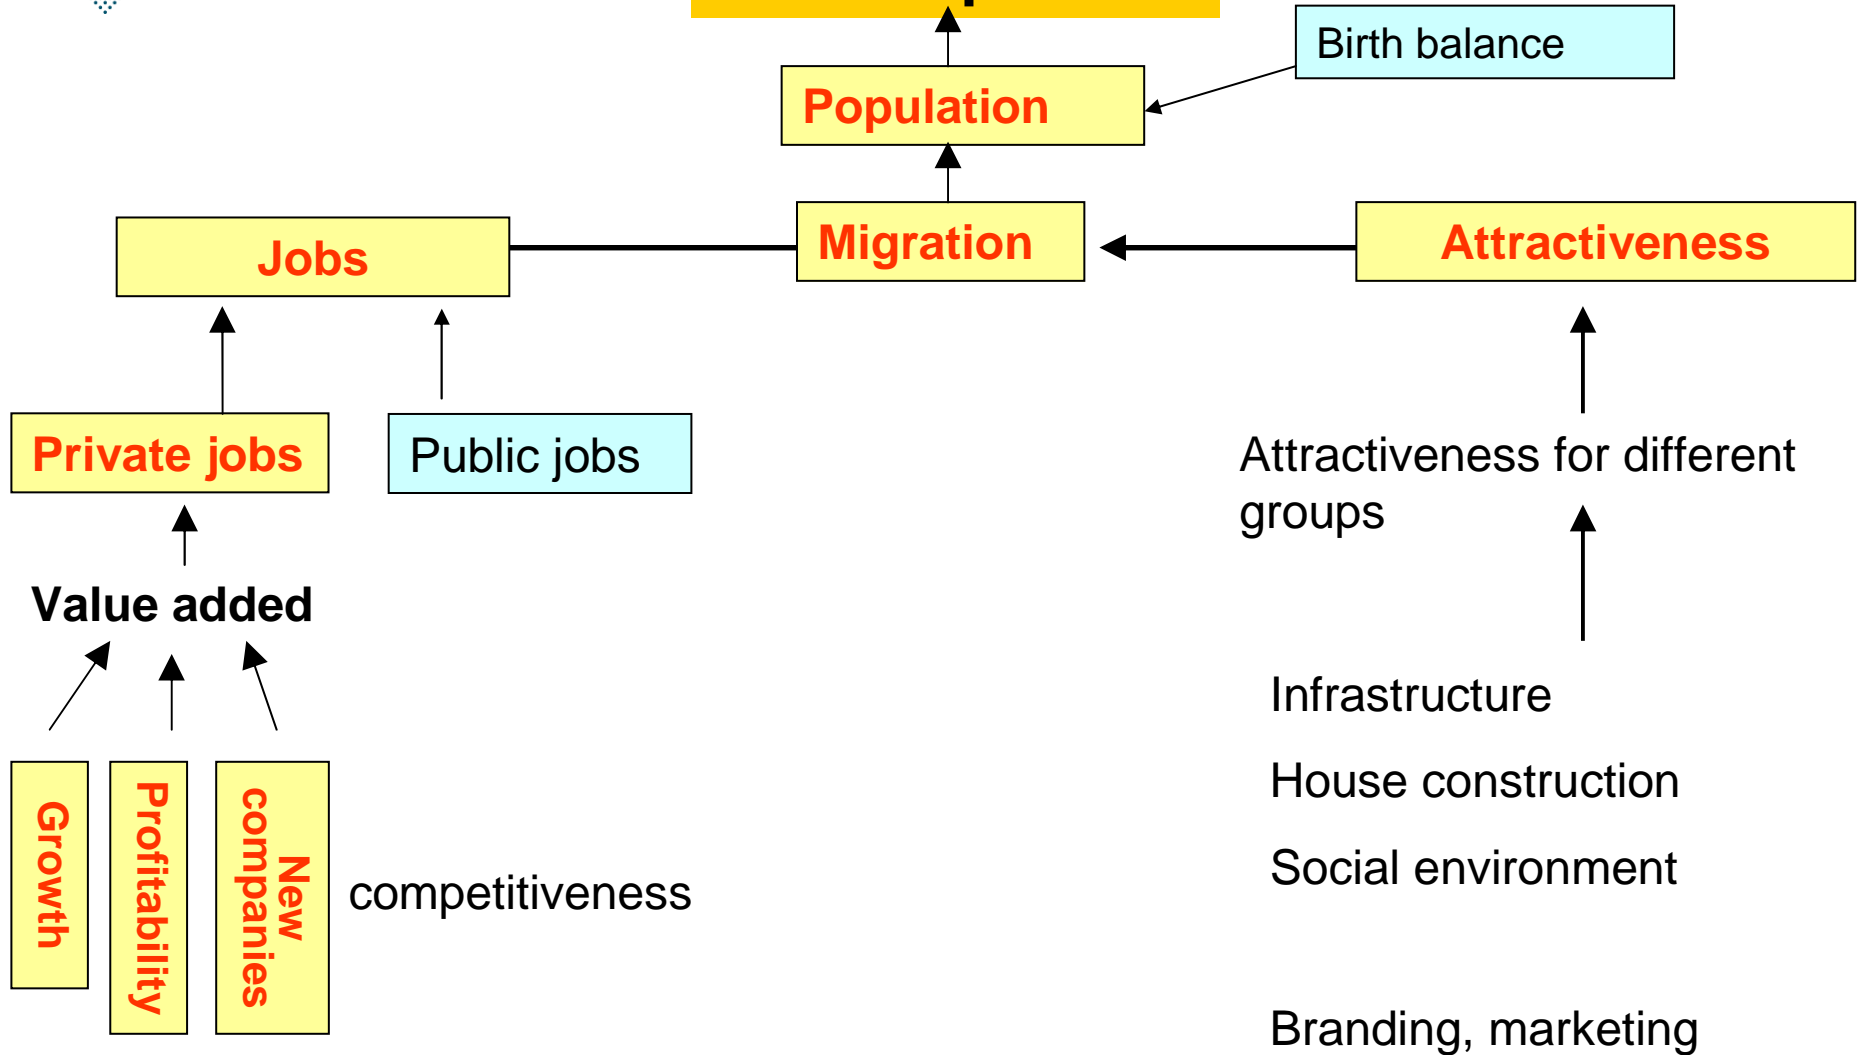 Birth balance
Population
Jobs
Migration
Attractiveness
Private jobs
Public jobs
Attractiveness for different
groups
Value added
Growth
Profitability
New
companies
competitiveness
Infrastructure
House construction
Social environment
Branding, marketing